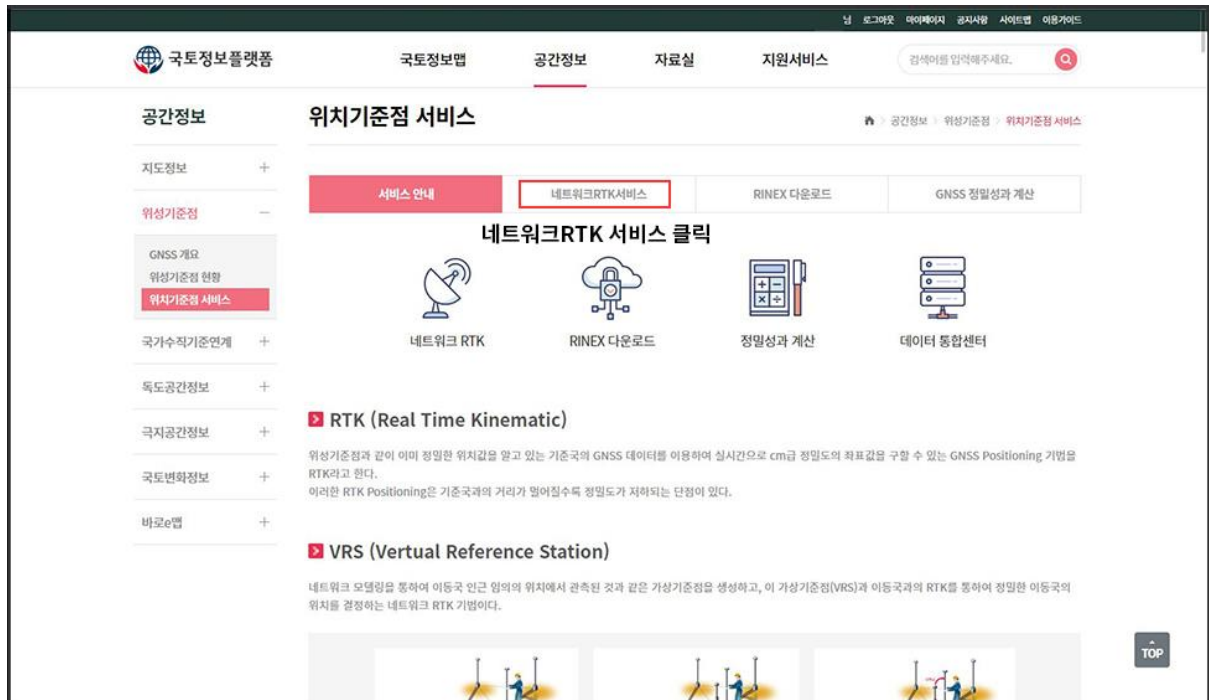 님 로그아웃 마이페이지 공지사항 사이트맵 이용가이드
국토정보플랫폼 국토정보맵 공간정보 자료실 지원서비스 검색어를 입력해주세요.
공간정보
위치기준점 서비스
공간정보 > 위성기준점 > 위치기준점 서비스
지도정보
위성기준점
GNSS 개요
위성기준점 현황
위치기준점 서비스
국가수직기준연계
독도공간정보
극지공간정보
국토변화정보
바로e맵
서비스 안내 네트워크RTK서비스 RINEX 다운로드 GNSS 정밀성과 계산
네트워크RTK 서비스 클릭
네트워크 RTK RINEX 다운로드 정밀성과 계산 데이터 통합센터
RTK (Real Time Kinematic)
위성기준점과 같이 이미 정밀한 위치값을 알고 있는 기준국의 GNSS 데이터를 이용하여 실시간으로 cm급 정밀도의 좌표값을 구할 수 있는 GNSS Positioning 기법을
RTK라고 한다.
이러한 RTK Positioning은 기준국과의 거리가 멀어질수록 정밀도가 저하되는 단점이 있다.
VRS (Vertual Reference Station)
네트워크 모델링을 통하여 이동국 인근 임의의 위치에서 관측된 것과 같은 가상기준점을 생성하고, 이 가상기준점(VRS)과 이동국과의 RTK를 통하여 정밀한 이동국의
위치를 결정하는 네트워크 RTK 기법이다.
TOP